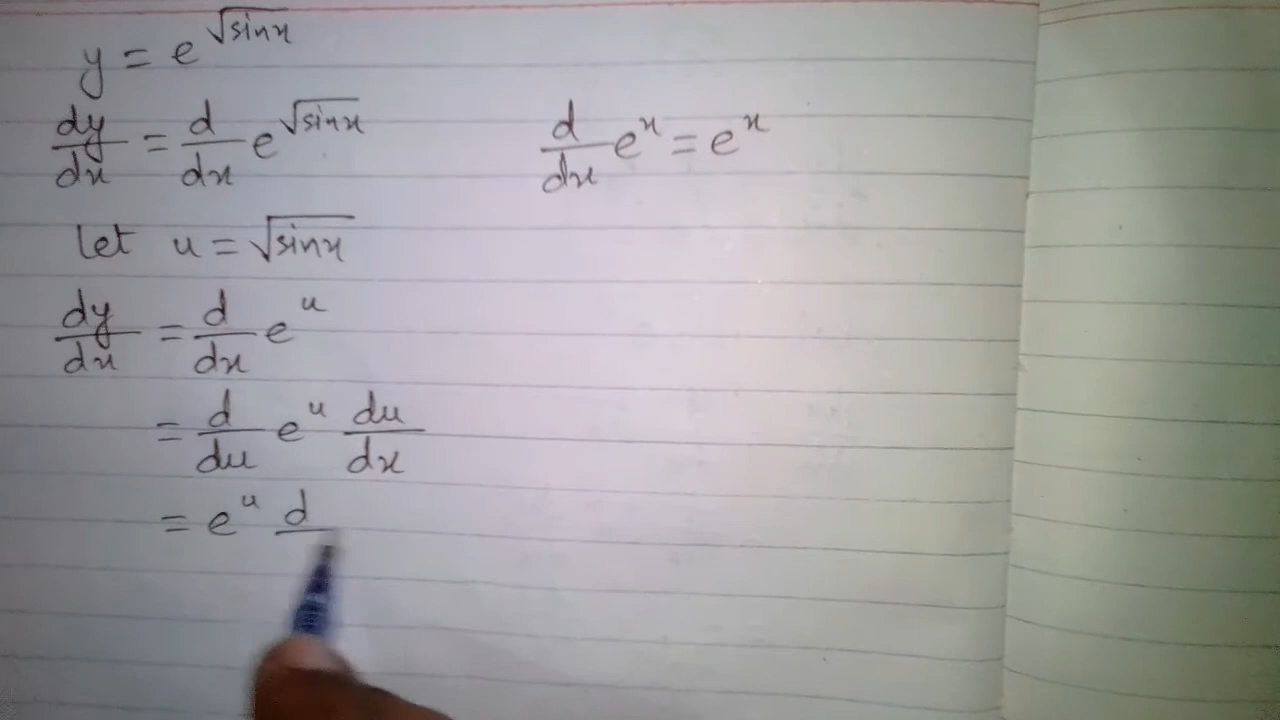 y = e^√sinx
dy/dx = d/dx e^√sinx
d/dx e^x = e^x
let u = √sinx
dy/dx = d/dx e^u
= d/du e^u du/dx
= e^u d